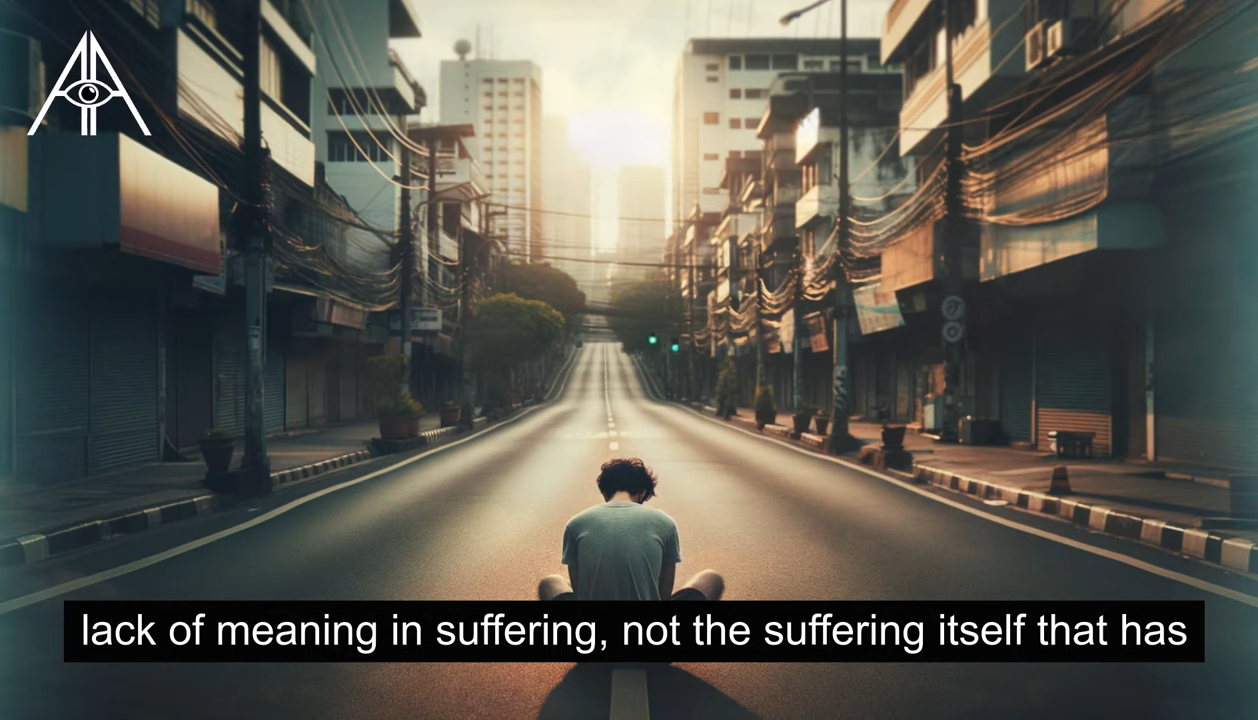 lack of meaning in suffering, not the suffering itself that has